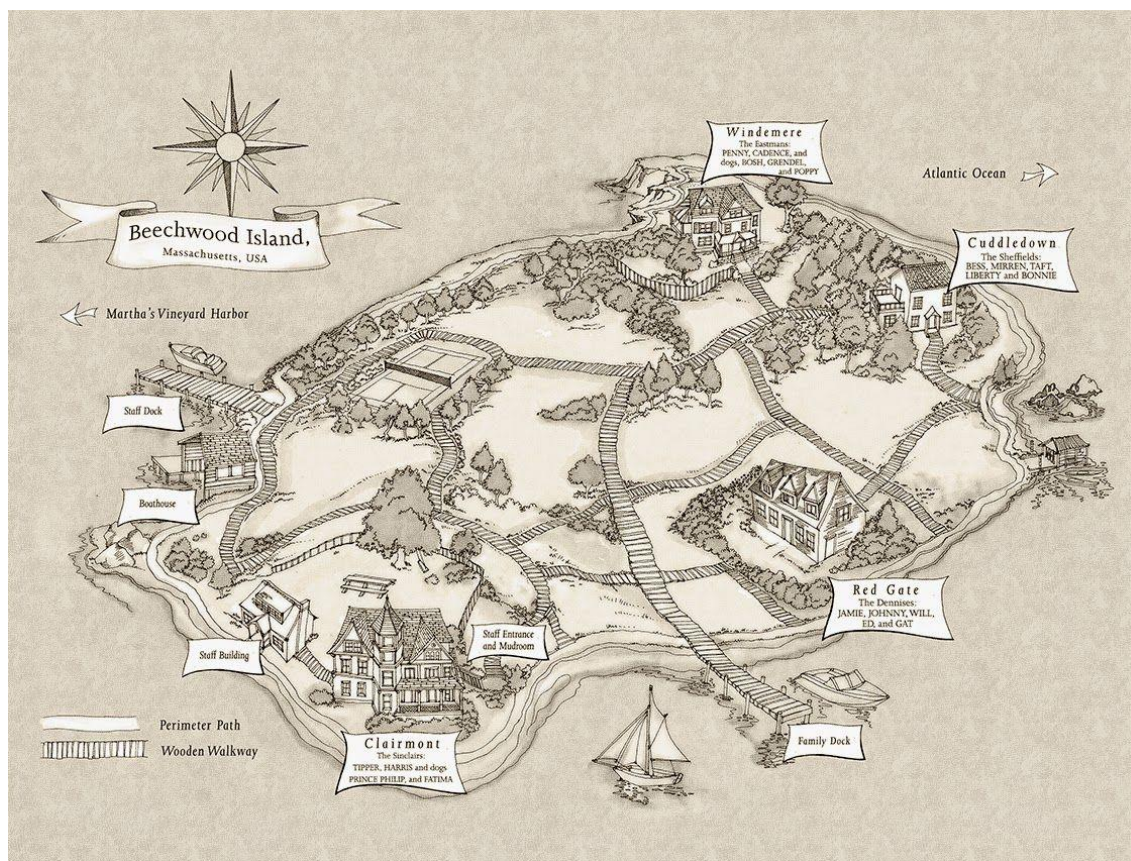 Windemere
The Eastmans:
PENNY, CADENCE, and
dogs, BOSH, GRENDEL,
and POPPY
Atlantic Ocean
Beechwood Island,
Massachusetts, USA
Cuddledown
The Sheffields:
BESS, MIRREN, TAFT,
LIBERTY and BONNIE
Martha's Vineyard Harbor
Staff Dock
Boathouse
Red Gate
The Dennises:
JAMIE, JOHNNY, WILL,
ED, and GAT
Staff Building
Staff Entrance
and Mudroom
Perimeter Path
Wooden Walkway
Family Dock
Clairmont
The Sinclairs:
TIPPER, HARRIS and dogs
PRINCE PHILIP, and FATIMA